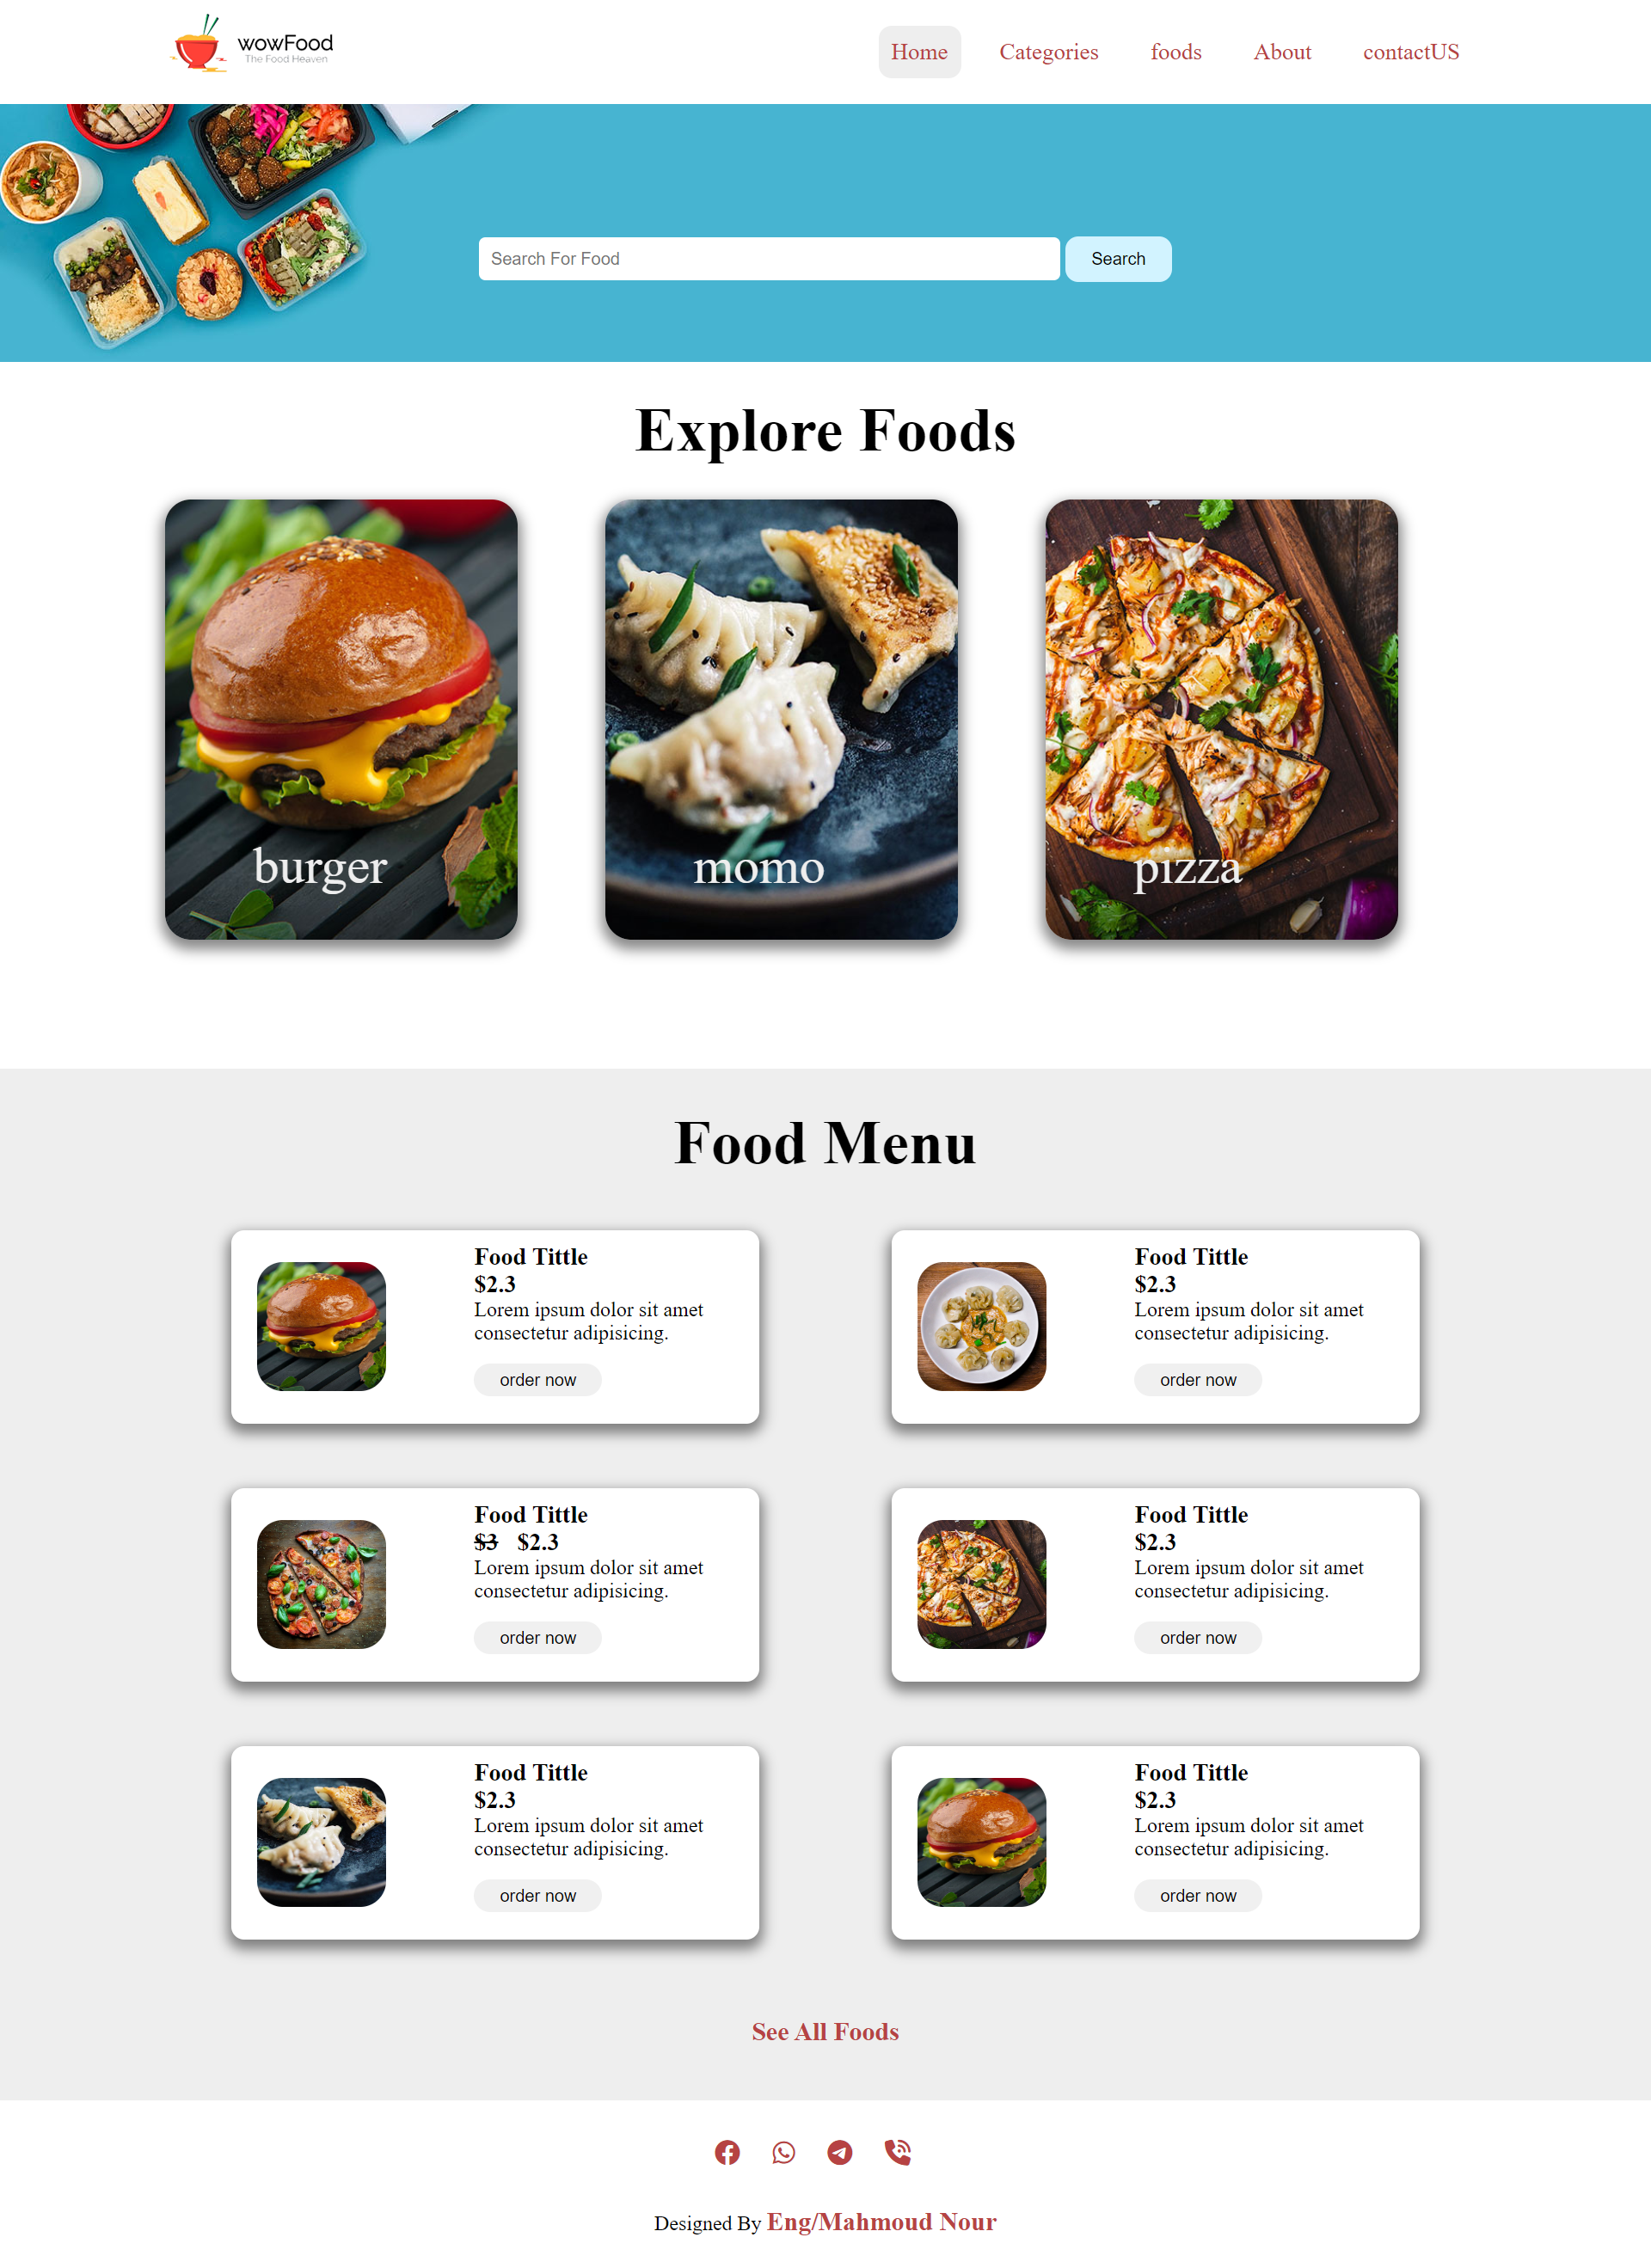 wowFood
The Food Heaven
Home Categories foods About contactUS
Search For Food Search
Explore Foods
burger momo pizza
Food Menu
Food Tittle
$2.3
Lorem ipsum dolor sit amet
consectetur adipisicing.
order now
Food Tittle
$2.3
Lorem ipsum dolor sit amet
consectetur adipisicing.
order now
Food Tittle
$3 $2.3
Lorem ipsum dolor sit amet
consectetur adipisicing.
order now
Food Tittle
$2.3
Lorem ipsum dolor sit amet
consectetur adipisicing.
order now
Food Tittle
$2.3
Lorem ipsum dolor sit amet
consectetur adipisicing.
order now
Food Tittle
$2.3
Lorem ipsum dolor sit amet
consectetur adipisicing.
order now
See All Foods
Designed By Eng/Mahmoud Nour